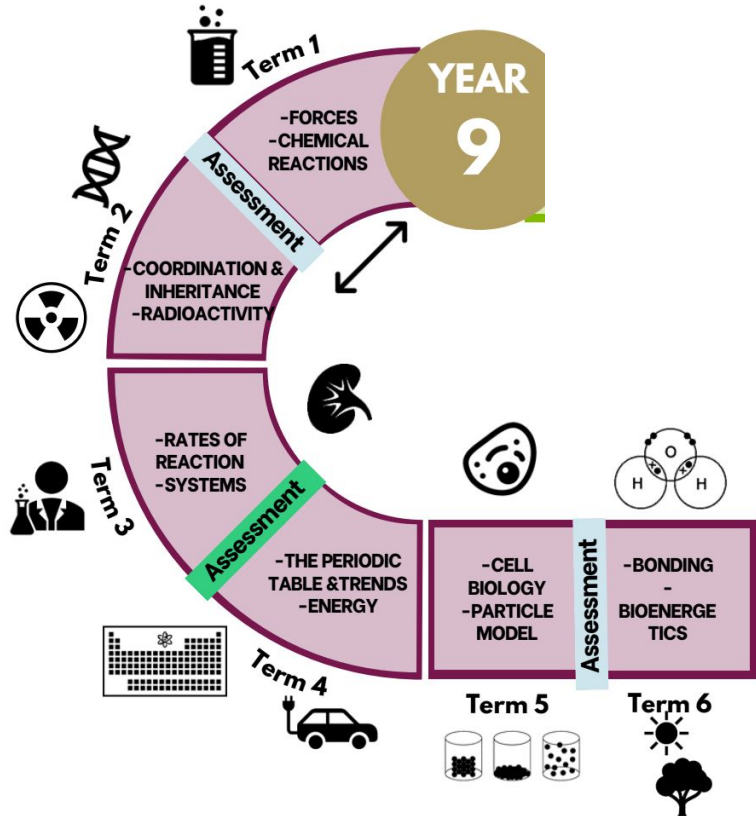 YEAR
9
Term 1
-FORCES
-CHEMICAL
REACTIONS
Assessment
Term 2
-COORDINATION &
INHERITANCE
-RADIOACTIVITY
Term 3
-RATES OF
REACTION
-SYSTEMS
Assessment
-THE PERIODIC
TABLE &TRENDS
-ENERGY
Term 4
-CELL
BIOLOGY
-PARTICLE
MODEL
Term 5
Assessment
O
H
H
-BONDING
-
BIOENERGE
TICS
Term 6